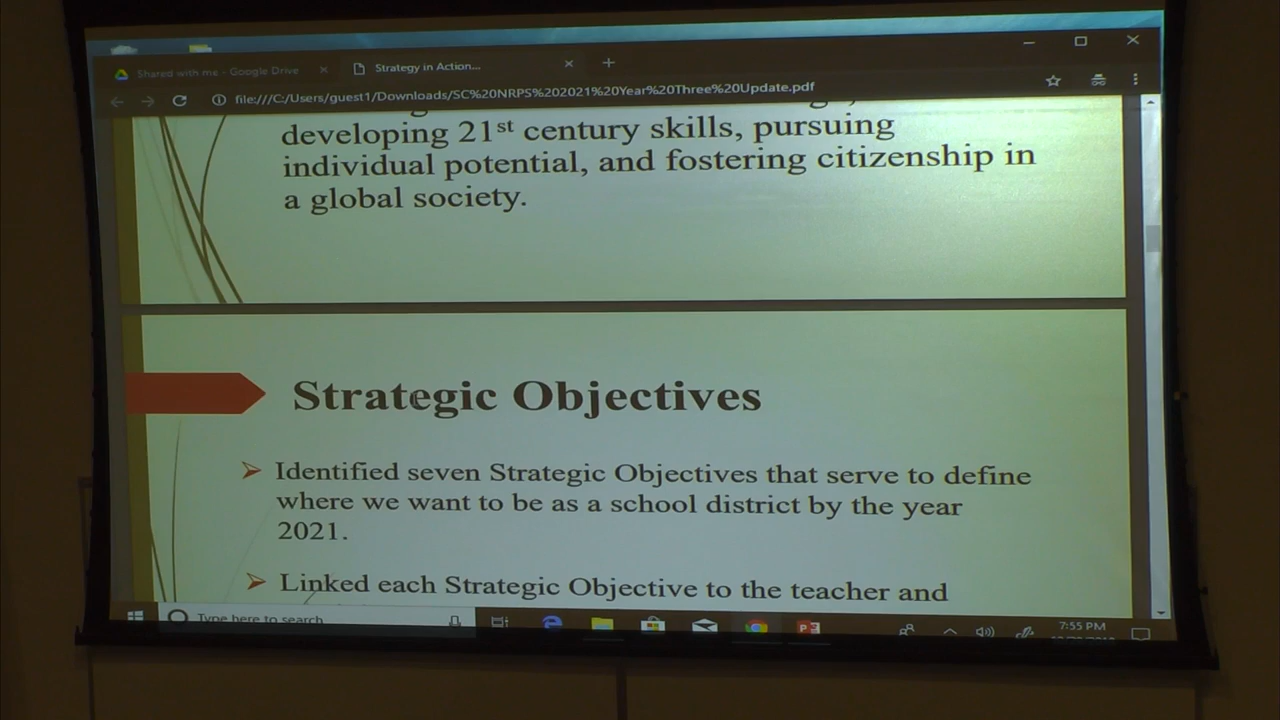 Shared with me - Google Drive
Strategy in Action...
file:///C:/Users/guest1/Downloads/SC%20NRPS%202021%20Year%20Three%20Update.pdf
developing 21st century skills, pursuing
individual potential, and fostering citizenship in
a global society.
Strategic Objectives
Identified seven Strategic Objectives that serve to define
where we want to be as a school district by the year
2021.
Linked each Strategic Objective to the teacher and
Type here to search
7:55 PM